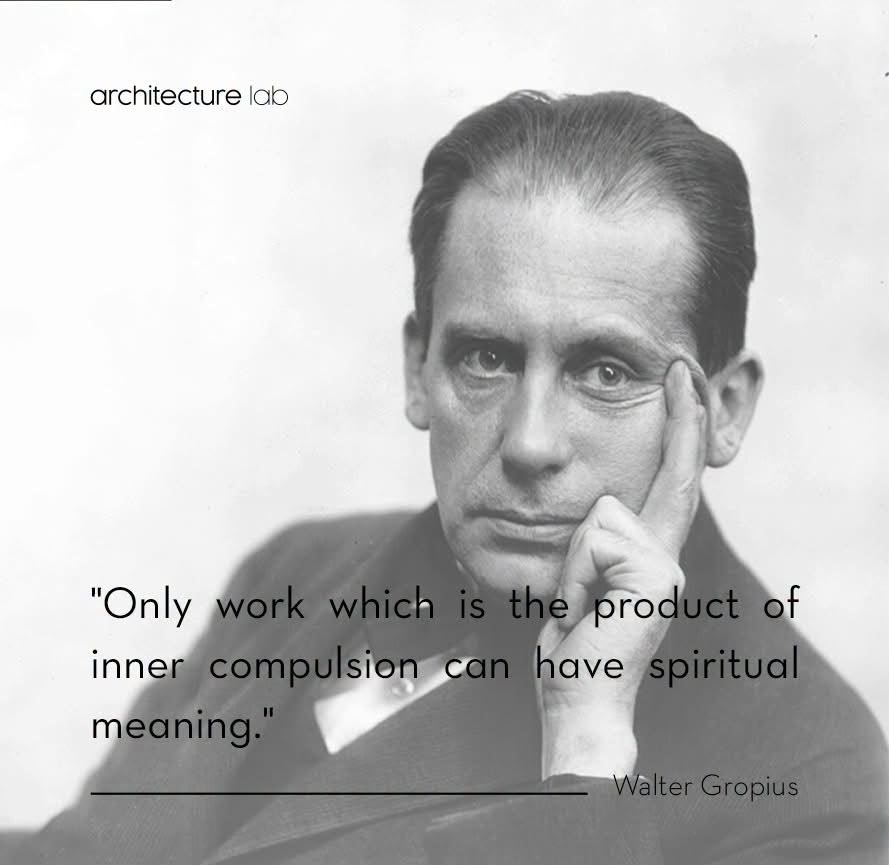 architecture lab
"Only work which is the product of
inner compulsion can have spiritual
meaning."
Walter Gropius